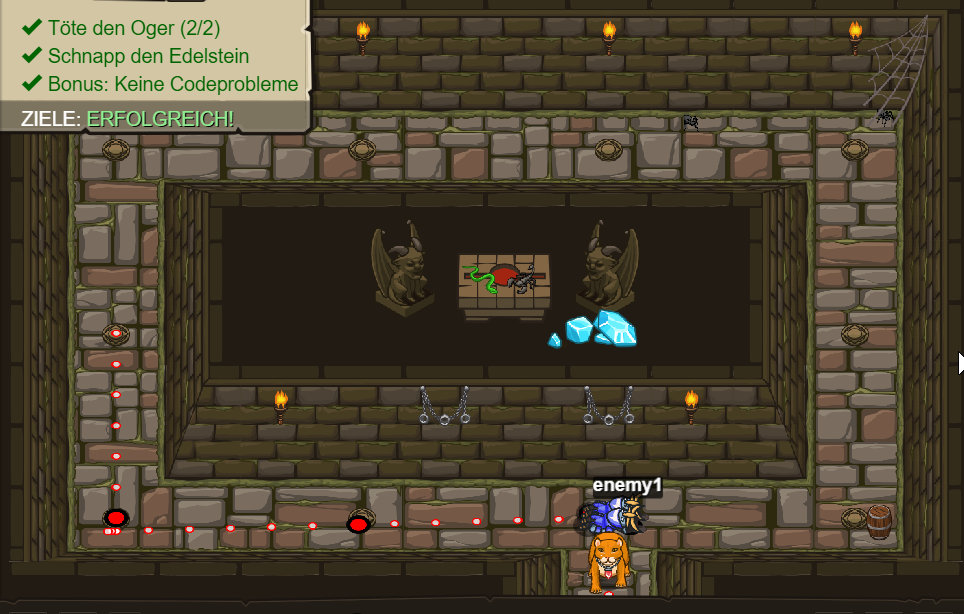 Töte den Oger (2/2)
Schnapp den Edelstein
Bonus: Keine Codeprobleme
ZIELE: ERFOLGREICH!
enemy1